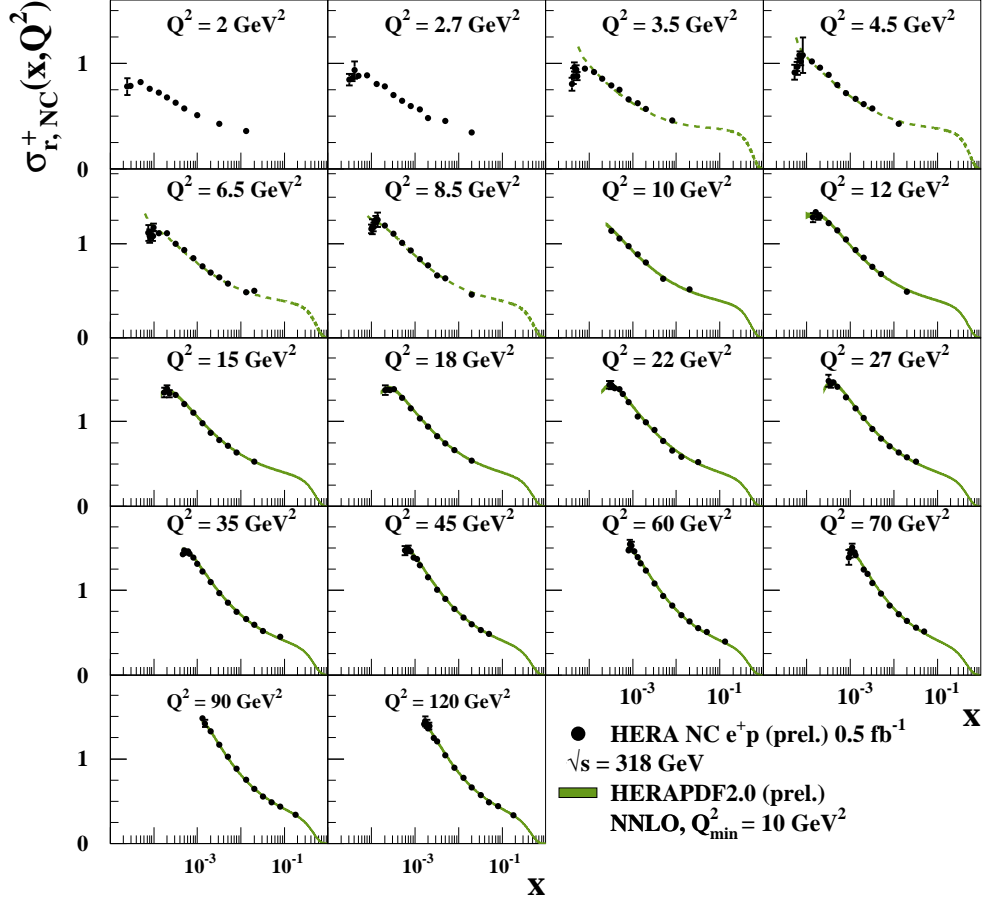 σ⁺r, NC(x,Q²)
Q² = 2 GeV² Q² = 2.7 GeV² Q² = 3.5 GeV² Q² = 4.5 GeV²
1
0
Q² = 6.5 GeV² Q² = 8.5 GeV² Q² = 10 GeV² Q² = 12 GeV²
1
0
Q² = 15 GeV² Q² = 18 GeV² Q² = 22 GeV² Q² = 27 GeV²
1
0
Q² = 35 GeV² Q² = 45 GeV² Q² = 60 GeV² Q² = 70 GeV²
1
0
10⁻³ 10⁻¹ 10⁻³ 10⁻¹
x
Q² = 90 GeV² Q² = 120 GeV²
1
0
10⁻³ 10⁻¹ 10⁻³ 10⁻¹
x
HERA NC e⁺p (prel.) 0.5 fb⁻¹
√s = 318 GeV
HERAPDF2.0 (prel.)
NNLO, Q²min = 10 GeV²